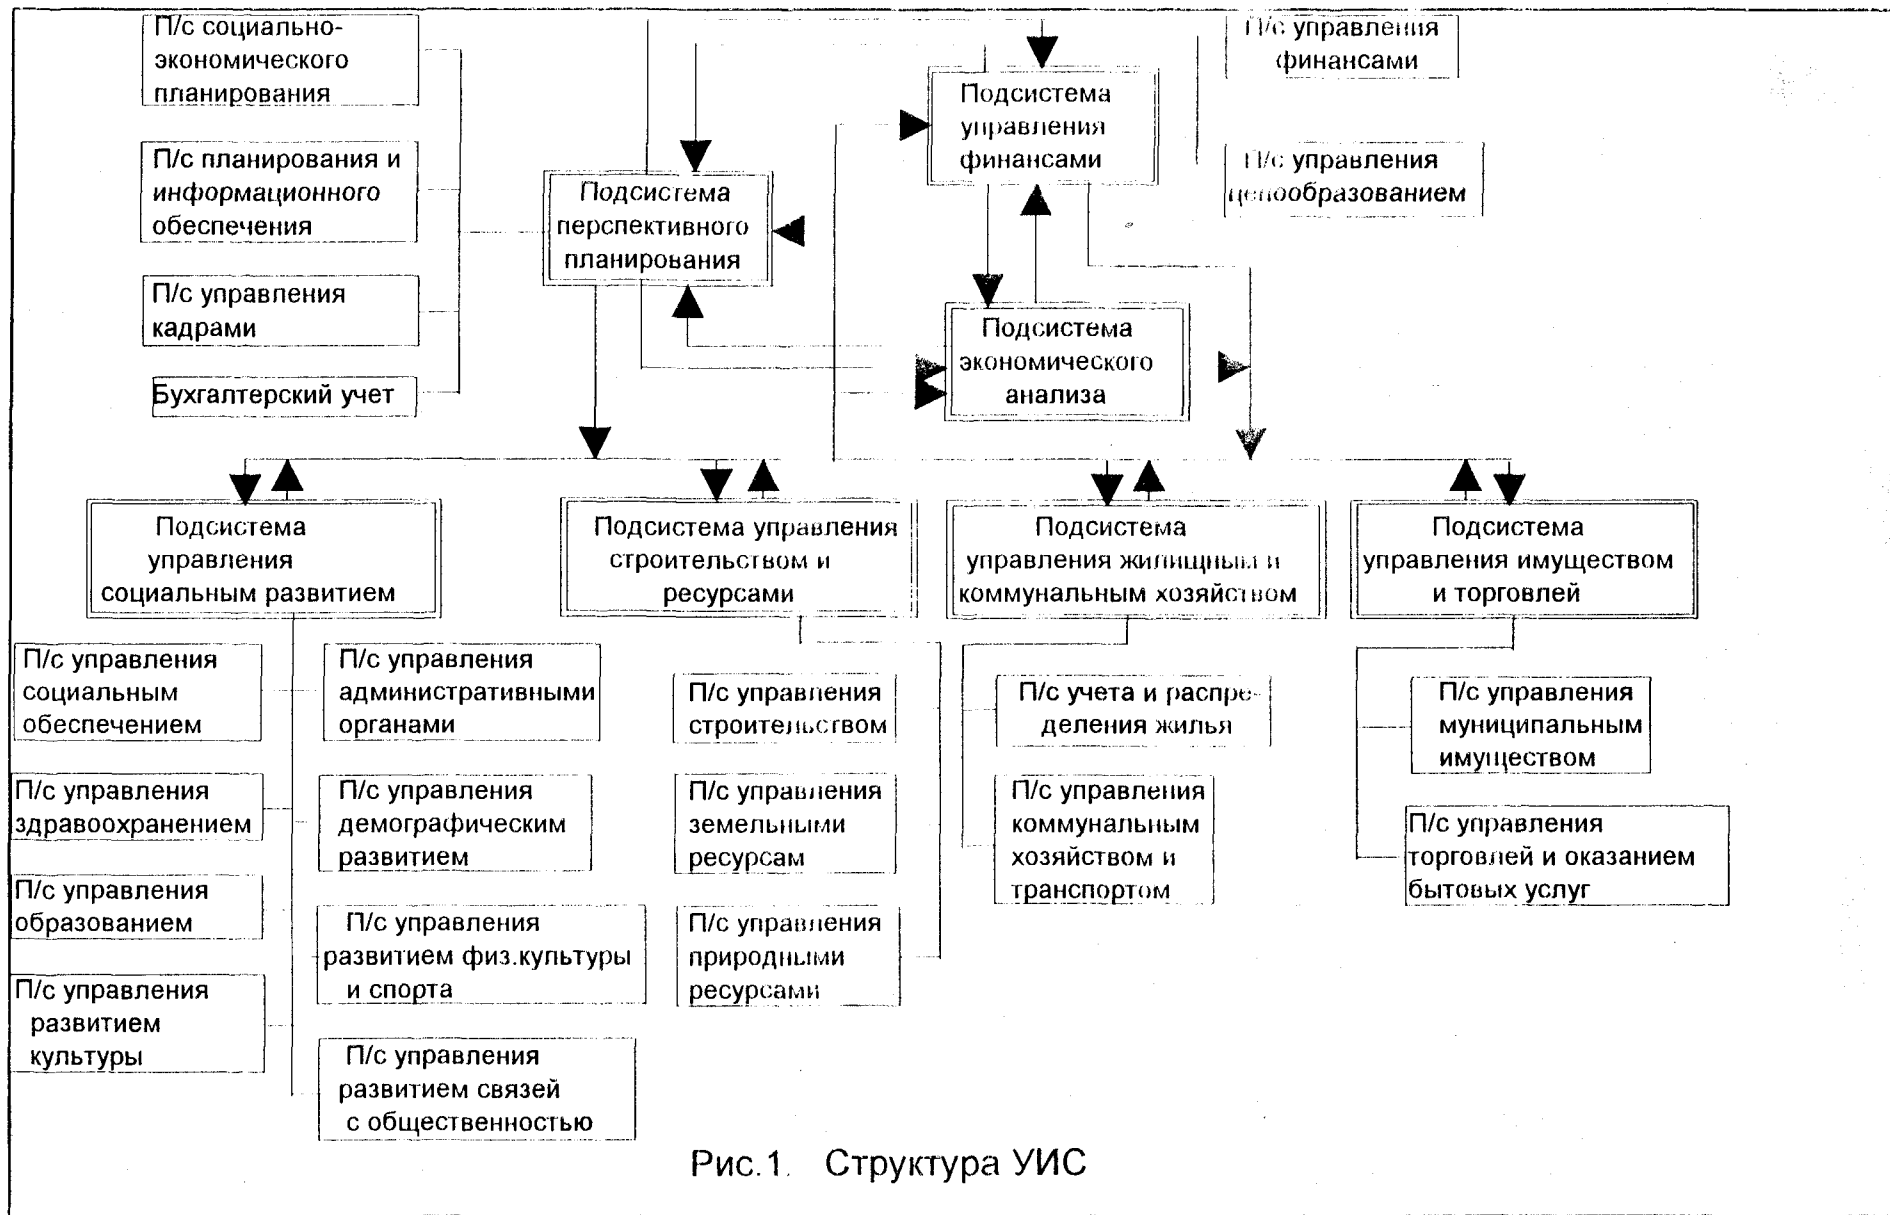 П/с социально-
экономического
планирования
П/с управления
финансами
Подсистема
управления
финансами
П/с планирования и
информационного
обеспечения
П/с управления
ценообразованием
Подсистема
перспективного
планирования
П/с управления
кадрами
Подсистема
экономического
анализа
Бухгалтерский учет
Подсистема
управления
социальным развитием
Подсистема управления
строительством и
ресурсами
Подсистема
управления жилищным и
коммунальным хозяйством
Подсистема
управления имуществом
и торговлей
П/с управления
социальным
обеспечением
П/с управления
административными
органами
П/с управления
строительством
П/с учета и распре-
деления жилья
П/с управления
муниципальным
имуществом
П/с управления
здравоохранением
П/с управления
демографическим
развитием
П/с управления
земельными
ресурсам
П/с управления
коммунальным
хозяйством и
транспортом
П/с управления
торговлей и оказанием
бытовых услуг
П/с управления
образованием
П/с управления
развитием физ.культуры
и спорта
П/с управления
природными
ресурсами
П/с управления
развитием
культуры
П/с управления
развитием связей
с общественностью
Рис.1. Структура УИС